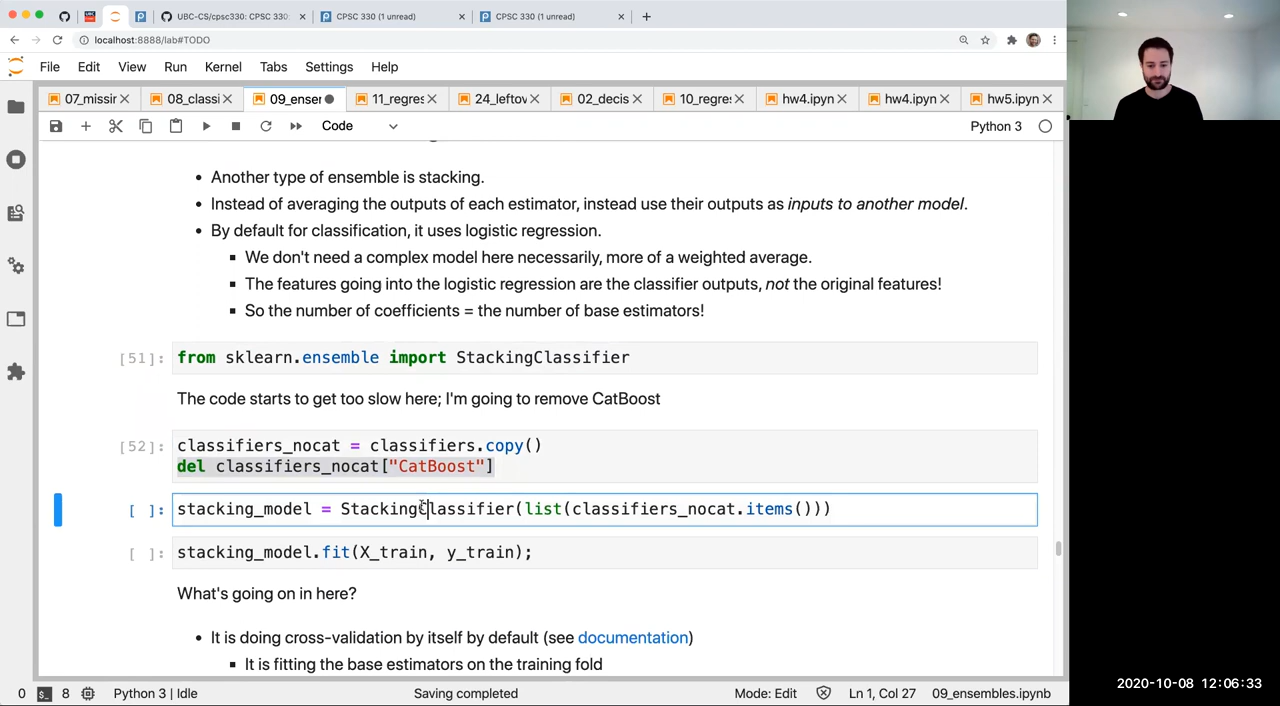 UBC-CS/cpsc330: CPSC 330:
CPSC 330 (1 unread)
CPSC 330 (1 unread)
localhost:8888/lab#TODO
File Edit View Run Kernel Tabs Settings Help
07_missir
08_classi
09_enser
11_regres
24_leftov
02_decis
10_regre:
hw4.ipyn
hw4.ipyn
hw5.ipyn
Code
Python 3
Another type of ensemble is stacking.
Instead of averaging the outputs of each estimator, instead use their outputs as inputs to another model.
By default for classification, it uses logistic regression.
We don't need a complex model here necessarily, more of a weighted average.
The features going into the logistic regression are the classifier outputs, not the original features!
So the number of coefficients = the number of base estimators!
[51]: from sklearn.ensemble import StackingClassifier
The code starts to get too slow here; I'm going to remove CatBoost
[52]: classifiers_nocat = classifiers.copy()
del classifiers_nocat["CatBoost"]
[ ]: stacking_model = StackingClassifier(list(classifiers_nocat.items()))
[ ]: stacking_model.fit(X_train, y_train);
What's going on in here?
It is doing cross-validation by itself by default (see documentation)
It is fitting the base estimators on the training fold
0 8 Python 3 | Idle Saving completed Mode: Edit Ln 1, Col 27 09_ensembles.ipynb
2020-10-08 12:06:33